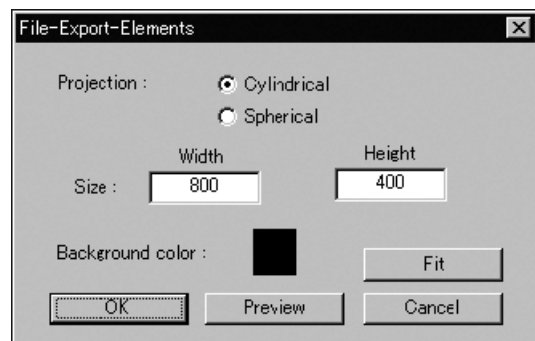 File-Export-Elements
Projection : Cylindrical
Spherical
Width Height
Size : 800 400
Background color :
Fit
OK Preview Cancel